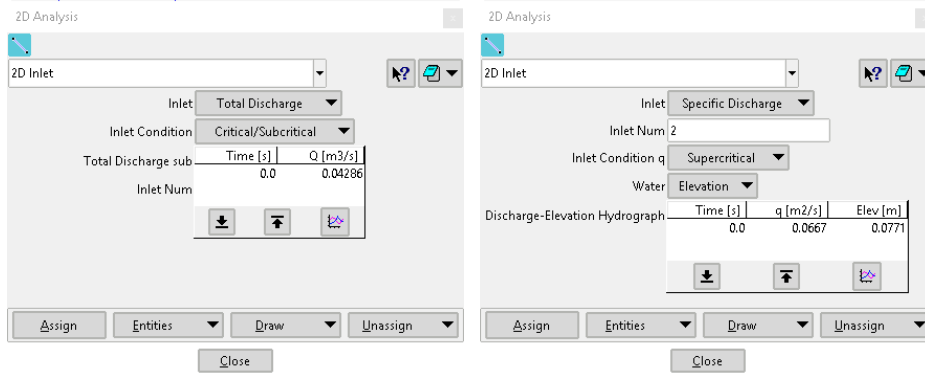 2D Analysis
2D Inlet
Inlet Total Discharge
Inlet Condition Critical/Subcritical
Total Discharge sub Time [s] Q [m3/s]
0.0 0.04286
Inlet Num
Assign Entities Draw Unassign
Close
2D Analysis
2D Inlet
Inlet Specific Discharge
Inlet Num 2
Inlet Condition q Supercritical
Water Elevation
Discharge-Elevation Hydrograph Time [s] q [m2/s] Elev [m]
0.0 0.0667 0.0771
Assign Entities Draw Unassign
Close